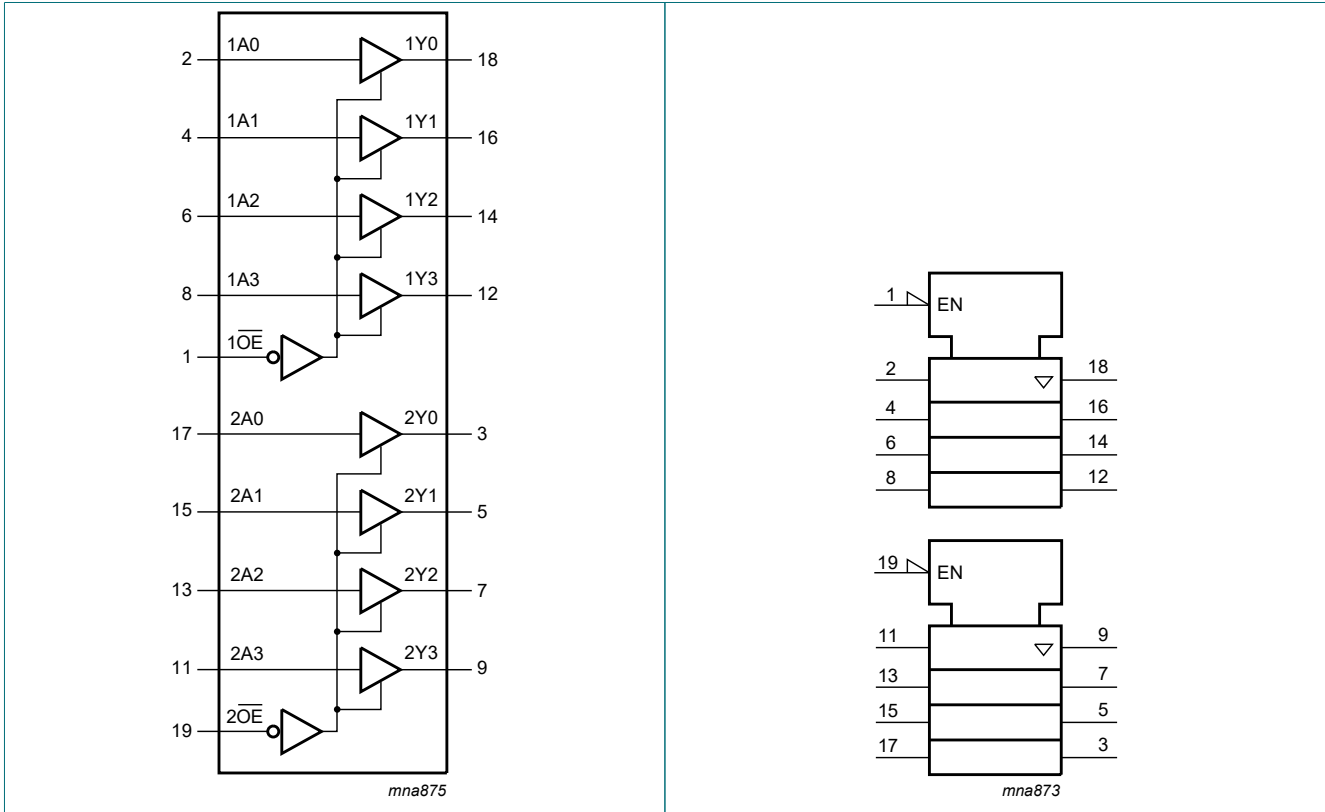 2 1A0 1Y0 18
4 1A1 1Y1 16
6 1A2 1Y2 14
8 1A3 1Y3 12
1 1O̅E̅
17 2A0 2Y0 3
15 2A1 2Y1 5
13 2A2 2Y2 7
11 2A3 2Y3 9
19 2O̅E̅
mna875
1 EN
2 18
4 16
6 14
8 12
19 EN
11 9
13 7
15 5
17 3
mna873